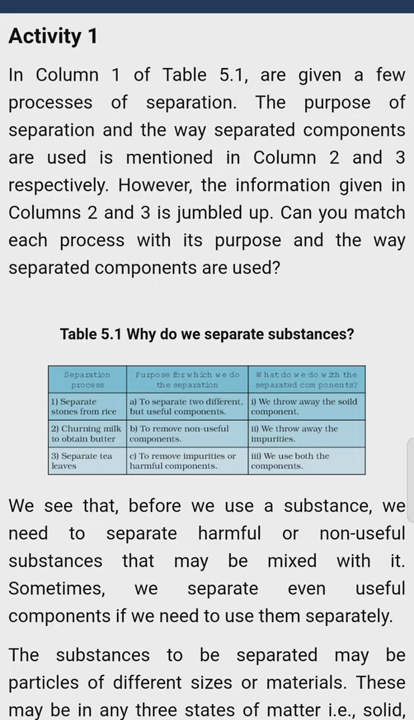 Activity 1
In Column 1 of Table 5.1, are given a few
processes of separation. The purpose of
separation and the way separated components
are used is mentioned in Column 2 and 3
respectively. However, the information given in
Columns 2 and 3 is jumbled up. Can you match
each process with its purpose and the way
separated components are used?
Table 5.1 Why do we separate substances?
Separation process
Purpose for which we do the separation
What do we do with the separated components?
1) Separate stones from rice
a) To separate two different, but useful components.
i) We throw away the soild component.
2) Churning milk to obtain butter
b) To remove non-useful components.
ii) We throw away the impurities.
3) Separate tea leaves
c) To remove impurities or harmful components.
iii) We use both the components.
We see that, before we use a substance, we
need to separate harmful or non-useful
substances that may be mixed with it.
Sometimes, we separate even useful
components if we need to use them separately.
The substances to be separated may be
particles of different sizes or materials. These
may be in any three states of matter i.e., solid,